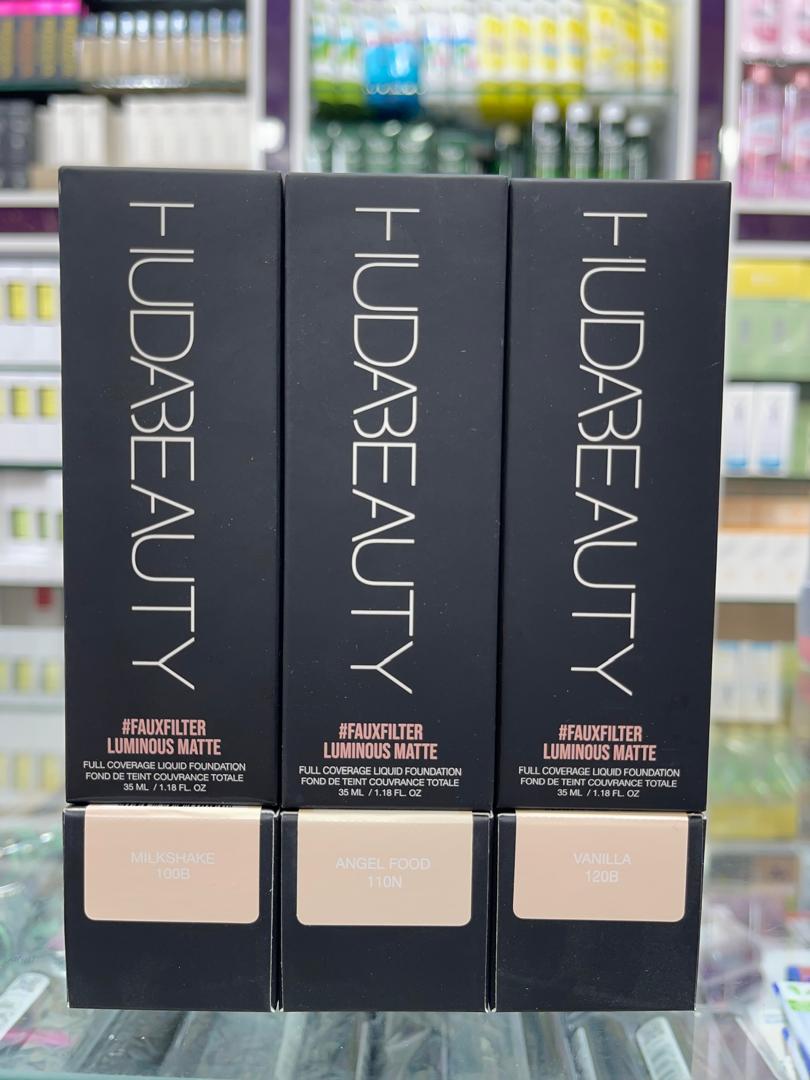 HUDABEAUTY
#FAUXFILTER
LUMINOUS MATTE
FULL COVERAGE LIQUID FOUNDATION
FOND DE TEINT COUVRANCE TOTALE
35 ML / 1.18 FL. OZ
MILKSHAKE
100B
HUDABEAUTY
#FAUXFILTER
LUMINOUS MATTE
FULL COVERAGE LIQUID FOUNDATION
FOND DE TEINT COUVRANCE TOTALE
35 ML / 1.18 FL. OZ
ANGEL FOOD
110N
HUDABEAUTY
#FAUXFILTER
LUMINOUS MATTE
FULL COVERAGE LIQUID FOUNDATION
FOND DE TEINT COUVRANCE TOTALE
35 ML / 1.18 FL. OZ
VANILLA
120B